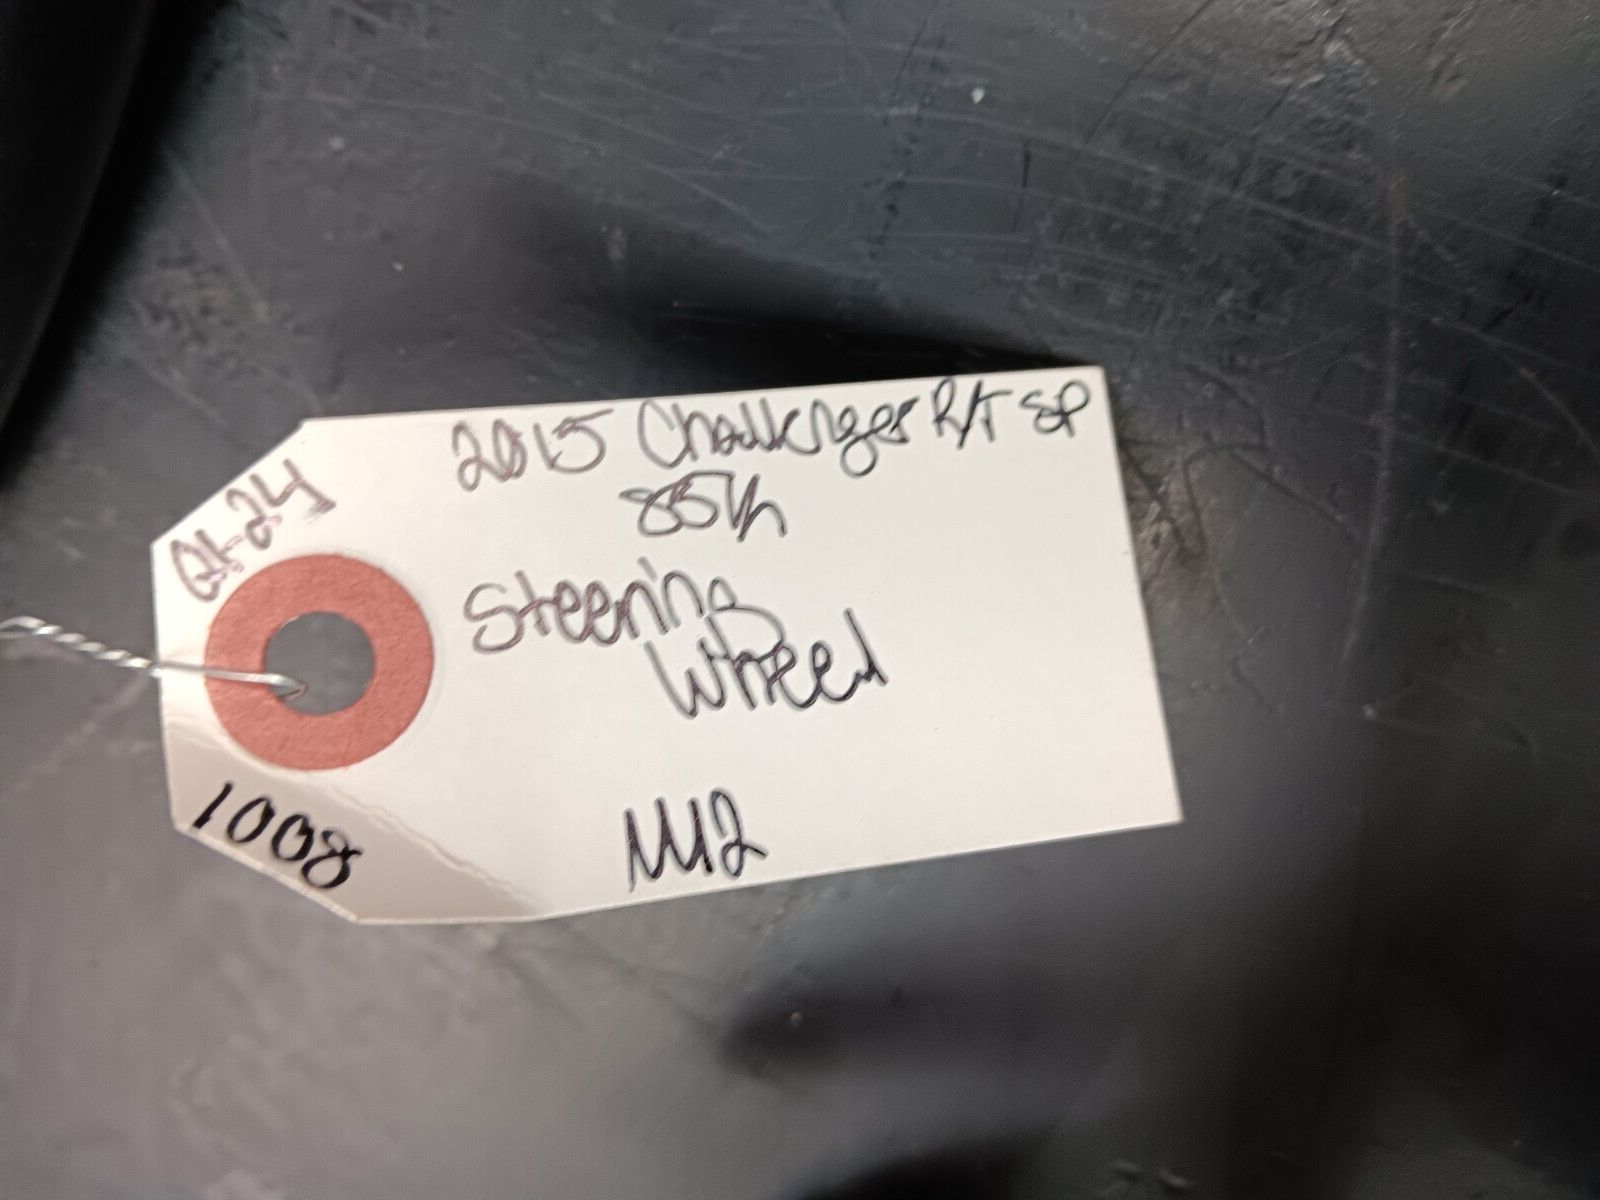 2015 Challenger R/T SP
85k
Steering
Wheel
1008